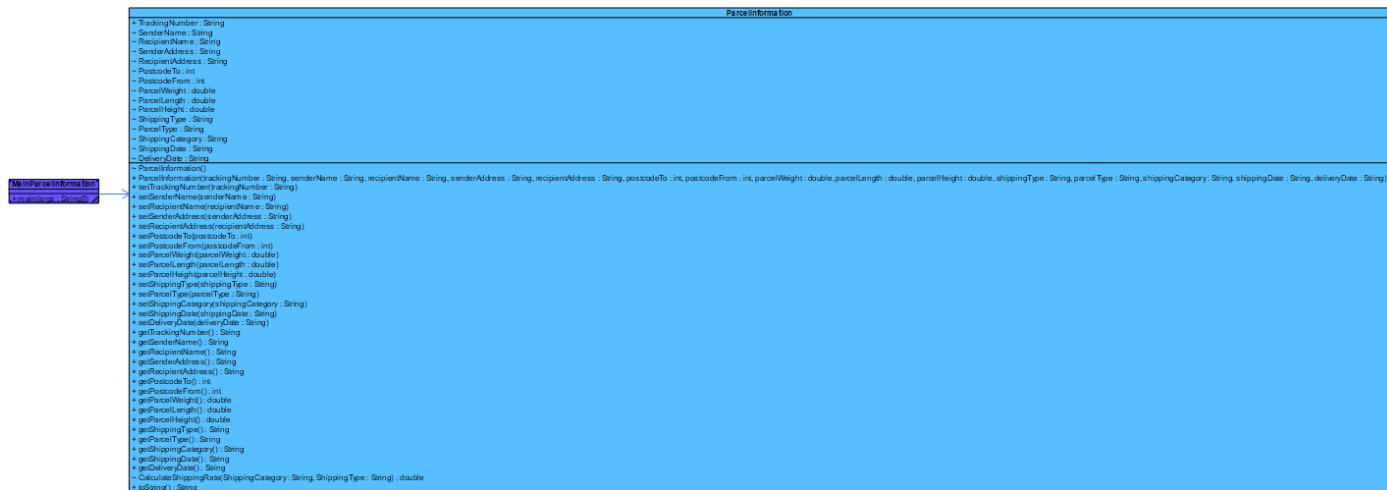 ParcelInformation
+ TrackingNumber : String
~ SenderName : String
~ RecipientName : String
~ SenderAddress : String
~ RecipientAddress : String
~ PostcodeTo : int
~ PostcodeFrom : int
~ ParcelWeight : double
~ ParcelLength : double
~ ParcelHeight : double
~ ShippingType : String
~ ParcelType : String
~ ShippingCategory : String
~ ShippingDate : String
~ DeliveryDate : String
~ ParcelInformation()
+ ParcelInformation(trackingNumber : String, senderName : String, recipientName : String, senderAddress : String, recipientAddress : String, postcodeTo : int, postcodeFrom : int, parcelWeight : double, parcelLength : double, parcelHeight : double, shippingType : String, parcelType : String, shippingCategory : String, shippingDate : String, deliveryDate : String)
+ setTrackingNumber(trackingNumber : String)
+ setSenderName(senderName : String)
+ setRecipientName(recipientName : String)
+ setSenderAddress(senderAddress : String)
+ setRecipientAddress(recipientAddress : String)
+ setPostcodeTo(postcodeTo : int)
+ setPostcodeFrom(postcodeFrom : int)
+ setParcelWeight(parcelWeight : double)
+ setParcelLength(parcelLength : double)
+ setParcelHeight(parcelHeight : double)
+ setShippingType(shippingType : String)
+ setParcelType(parcelType : String)
+ setShippingCategory(shippingCategory : String)
+ setShippingDate(shippingDate : String)
+ setDeliveryDate(deliveryDate : String)
+ getTrackingNumber() : String
+ getSenderName() : String
+ getRecipientName() : String
+ getSenderAddress() : String
+ getRecipientAddress() : String
+ getPostcodeTo() : int
+ getPostcodeFrom() : int
+ getParcelWeight() : double
+ getParcelLength() : double
+ getParcelHeight() : double
+ getShippingType() : String
+ getParcelType() : String
+ getShippingCategory() : String
+ getShippingDate() : String
+ getDeliveryDate() : String
~ CalculateShippingRate(ShippingCategory : String, ShippingType : String) : double
+ toString() : String
MainParcelInformation
+ main(args : String[])